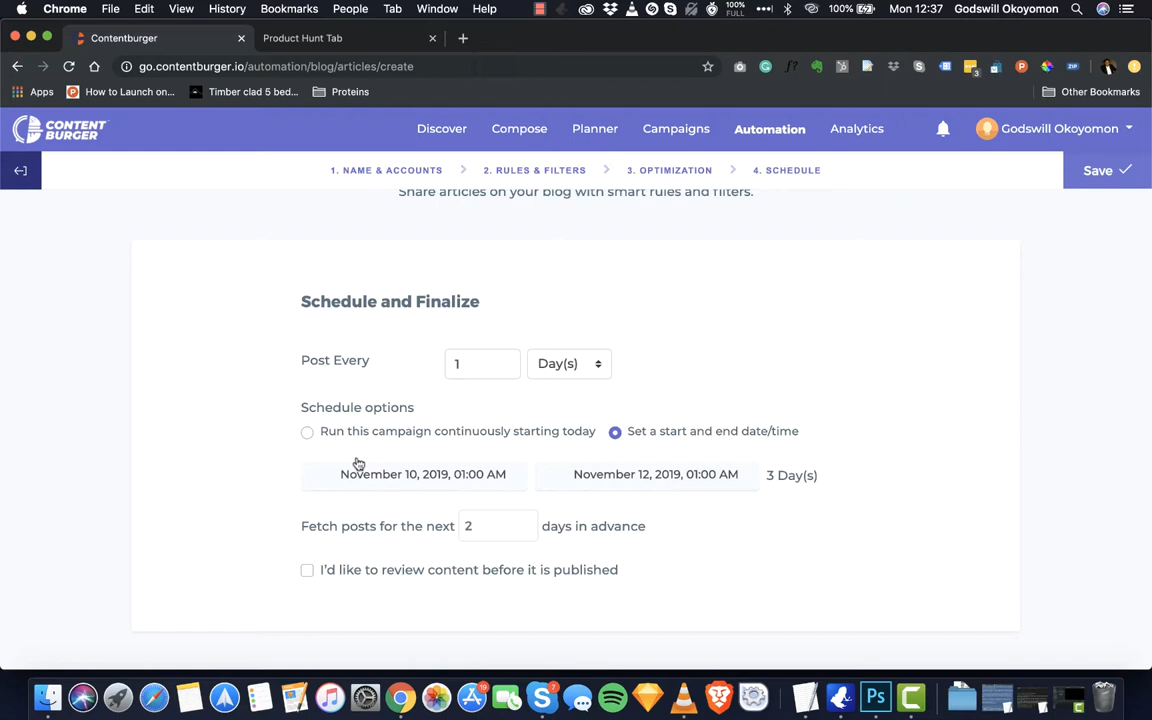 Chrome File Edit View History Bookmarks People Tab Window Help 100% FULL 100% Mon 12:37 Godswill Okoyomon
Contentburger Product Hunt Tab
go.contentburger.io/automation/blog/articles/create
Apps How to Launch on... Timber clad 5 bed... Proteins Other Bookmarks
CONTENT BURGER Discover Compose Planner Campaigns Automation Analytics Godswill Okoyomon
1. NAME & ACCOUNTS 2. RULES & FILTERS 3. OPTIMIZATION 4. SCHEDULE Save
Share articles on your blog with smart rules and filters.
Schedule and Finalize
Post Every 1 Day(s)
Schedule options
Run this campaign continuously starting today Set a start and end date/time
November 10, 2019, 01:00 AM November 12, 2019, 01:00 AM 3 Day(s)
Fetch posts for the next 2 days in advance
I'd like to review content before it is published
19 7 Ps